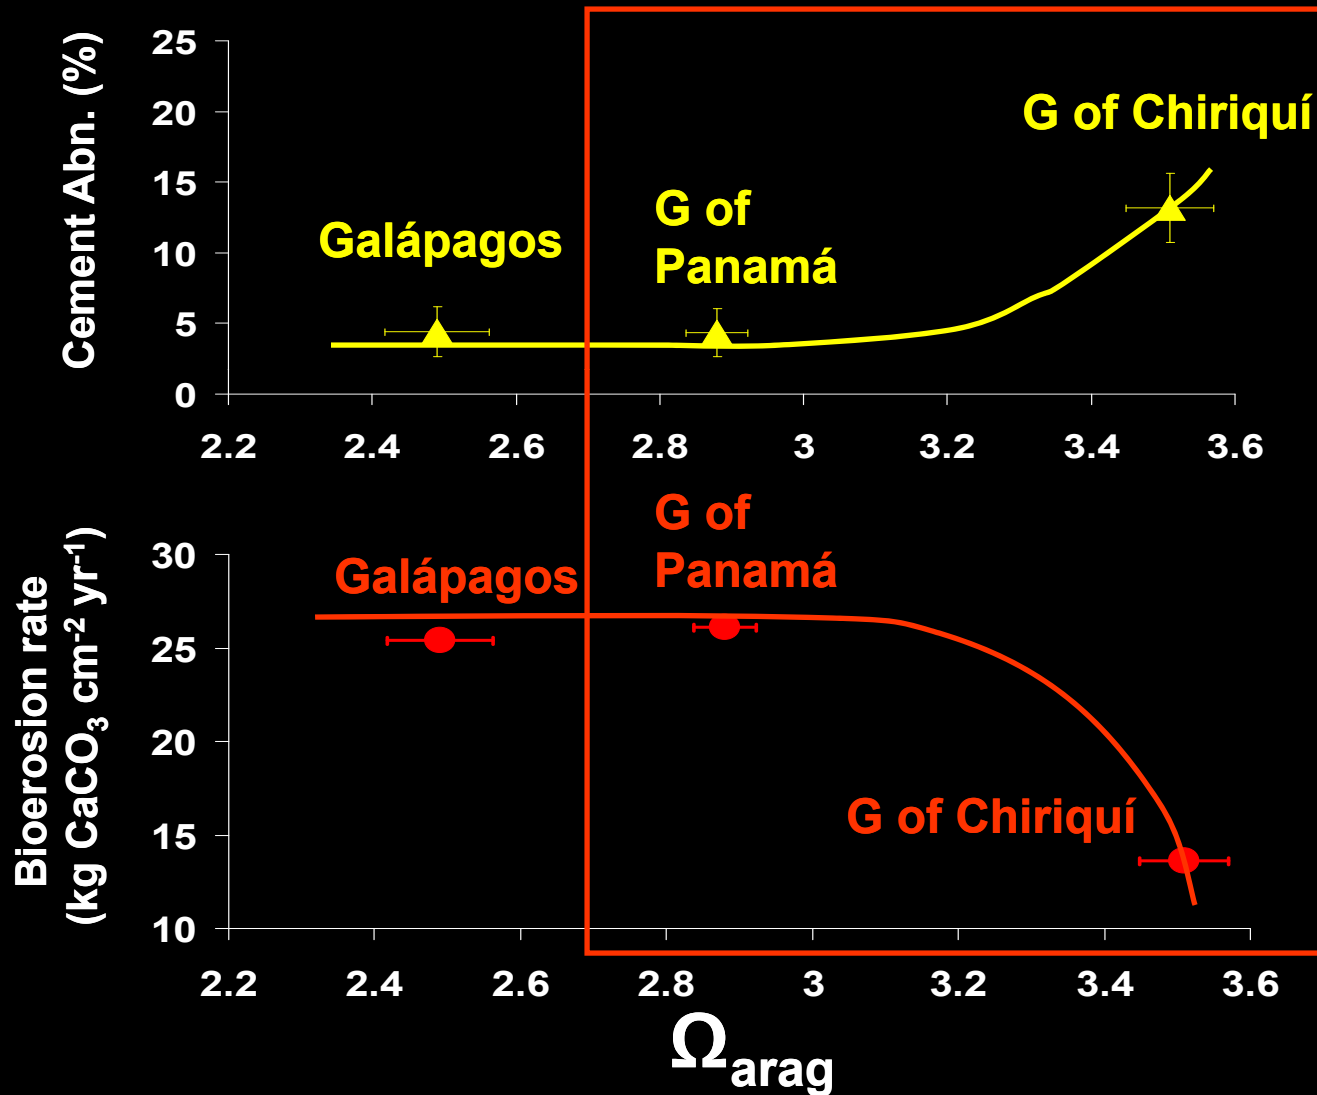 Cement Abn. (%)
25
20
15
10
5
0
Galápagos
G of
Panamá
G of Chiriquí
2.2 2.4 2.6 2.8 3 3.2 3.4 3.6
Bioerosion rate
(kg CaCO₃ cm⁻² yr⁻¹)
30
25
20
15
10
Galápagos
G of
Panamá
G of Chiriquí
2.2 2.4 2.6 2.8 3 3.2 3.4 3.6
Ωarag